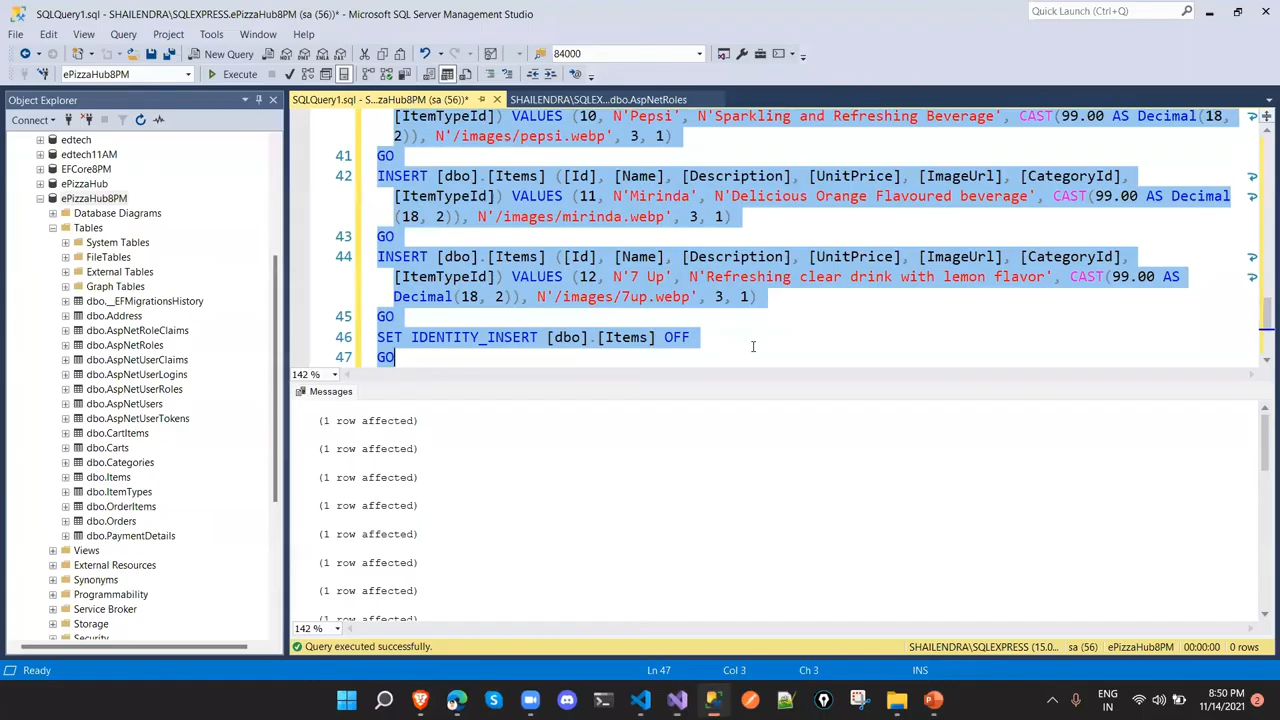 SQLQuery1.sql - SHAILENDRA\SQLEXPRESS.ePizzaHub8PM (sa (56))* - Microsoft SQL Server Management Studio
Quick Launch (Ctrl+Q)
File Edit View Query Project Tools Window Help
New Query MDX DMX XMLA DAX 84000
ePizzaHub8PM Execute
Object Explorer
SQLQuery1.sql - S...zaHub8PM (sa (56))* SHAILENDRA\SQLEX...dbo.AspNetRoles
Connect
edtech
edtech11AM
EFCore8PM
ePizzaHub
ePizzaHub8PM
Database Diagrams
Tables
System Tables
FileTables
External Tables
Graph Tables
dbo.__EFMigrationsHistory
dbo.Address
dbo.AspNetRoleClaims
dbo.AspNetRoles
dbo.AspNetUserClaims
dbo.AspNetUserLogins
dbo.AspNetUserRoles
dbo.AspNetUsers
dbo.AspNetUserTokens
dbo.CartItems
dbo.Carts
dbo.Categories
dbo.Items
dbo.ItemTypes
dbo.OrderItems
dbo.Orders
dbo.PaymentDetails
Views
External Resources
Synonyms
Programmability
Service Broker
Storage
Security
[ItemTypeId]) VALUES (10, N'Pepsi', N'Sparkling and Refreshing Beverage', CAST(99.00 AS Decimal(18,
2)), N'/images/pepsi.webp', 3, 1)
41 GO
42 INSERT [dbo].[Items] ([Id], [Name], [Description], [UnitPrice], [ImageUrl], [CategoryId],
[ItemTypeId]) VALUES (11, N'Mirinda', N'Delicious Orange Flavoured beverage', CAST(99.00 AS Decimal
(18, 2)), N'/images/mirinda.webp', 3, 1)
43 GO
44 INSERT [dbo].[Items] ([Id], [Name], [Description], [UnitPrice], [ImageUrl], [CategoryId],
[ItemTypeId]) VALUES (12, N'7 Up', N'Refreshing clear drink with lemon flavor', CAST(99.00 AS
Decimal(18, 2)), N'/images/7up.webp', 3, 1)
45 GO
46 SET IDENTITY_INSERT [dbo].[Items] OFF
47 GO
142 %
Messages
(1 row affected)
(1 row affected)
(1 row affected)
(1 row affected)
(1 row affected)
(1 row affected)
(1 row affected)
(1 row affected)
142 %
Query executed successfully. SHAILENDRA\SQLEXPRESS (15.0... sa (56) ePizzaHub8PM 00:00:00 0 rows
Ready Ln 47 Col 3 Ch 3 INS
ENG
IN
8:50 PM
11/14/2021
2